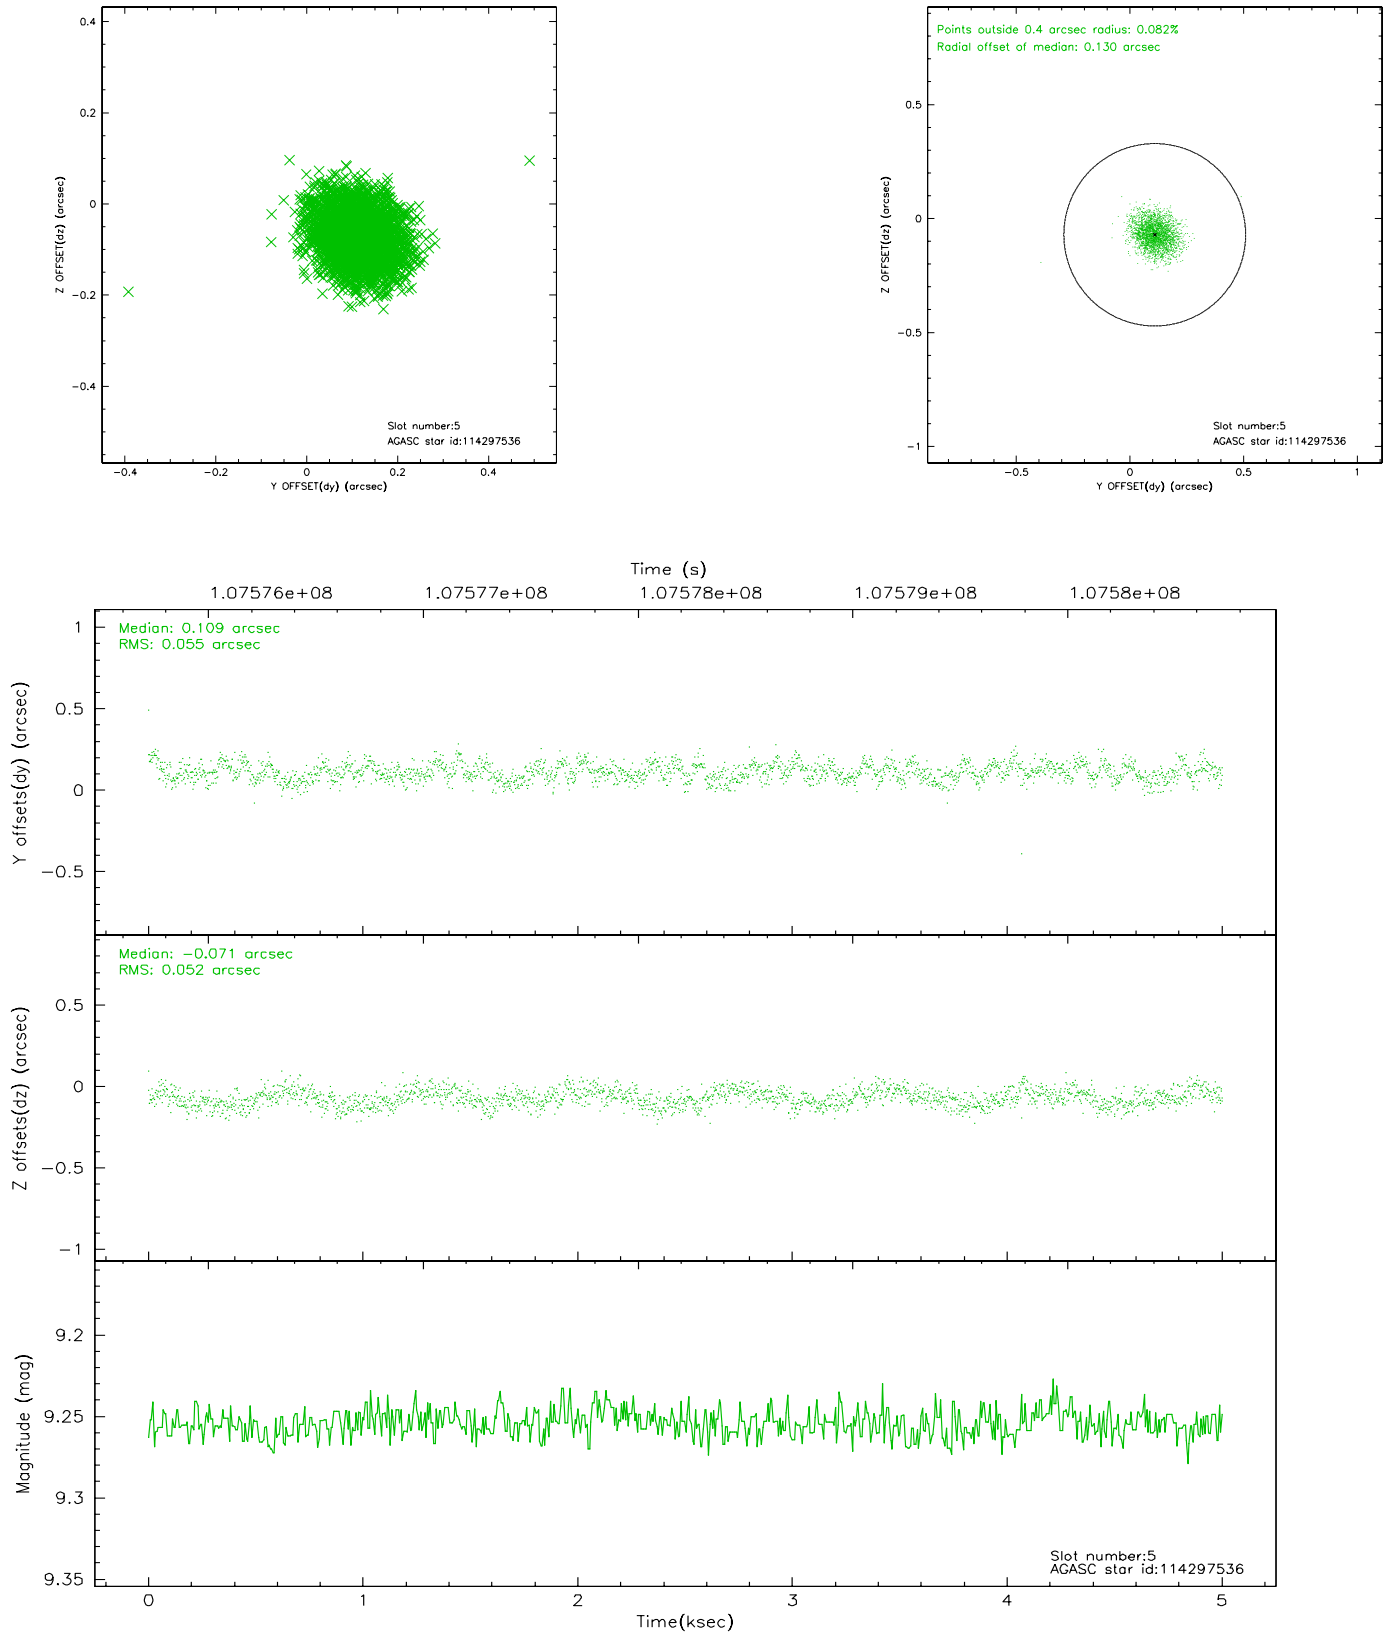 0.4
0.2
0
−0.2
−0.4
Z OFFSET(dz) (arcsec)
Slot number:5
AGASC star id:114297536
−0.4
−0.2
0
0.2
0.4
Y OFFSET(dy) (arcsec)
Points outside 0.4 arcsec radius: 0.082%
Radial offset of median: 0.130 arcsec
0.5
0
−0.5
−1
Z OFFSET(dz) (arcsec)
Slot number:5
AGASC star id:114297536
−0.5
0
0.5
1
Y OFFSET(dy) (arcsec)
Time (s)
1.07576e+08
1.07577e+08
1.07578e+08
1.07579e+08
1.0758e+08
Median: 0.109 arcsec
RMS: 0.055 arcsec
1
0.5
0
−0.5
Y offsets(dy) (arcsec)
Median: −0.071 arcsec
RMS: 0.052 arcsec
0.5
0
−0.5
−1
Z offsets(dz) (arcsec)
9.2
9.25
9.3
9.35
Magnitude (mag)
Slot number:5
AGASC star id:114297536
0
1
2
3
4
5
Time(ksec)